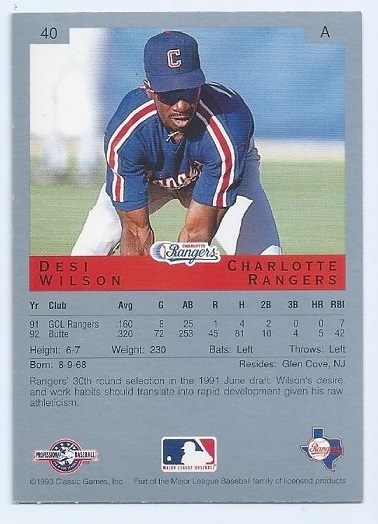 40 A
C
CHARLOTTE
Rangers
DESI WILSON
CHARLOTTE RANGERS
Yr Club Avg G AB R H 2B 3B HR RBI
91 GCL Rangers .160 8 25 1 4 2 0 0 7
92 Butte .320 72 253 45 81 10 4 5 42
Height: 6-7 Weight: 230 Bats: Left Throws: Left
Born: 8-9-68 Resides: Glen Cove, NJ
Rangers' 30th round selection in the 1991 June draft. Wilson's desire
and work habits should translate into rapid development given his raw
athleticism.
PROFESSIONAL BASEBALL
MAJOR LEAGUE BASEBALL
Rangers
©1993 Classic Games, Inc. Part of the Major League Baseball family of licensed products